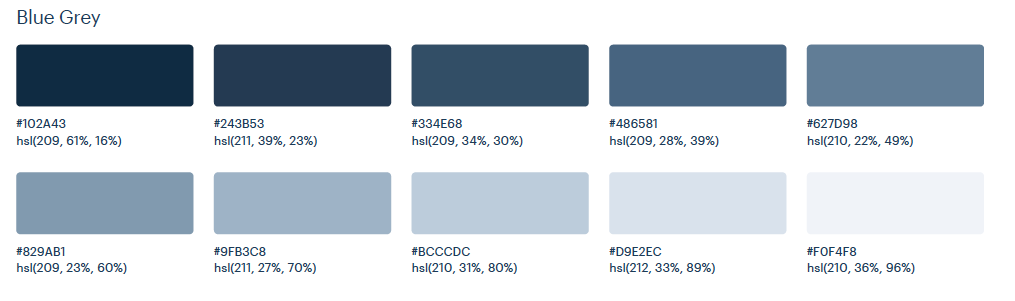 Blue Grey
#102A43
hsl(209, 61%, 16%)
#243B53
hsl(211, 39%, 23%)
#334E68
hsl(209, 34%, 30%)
#486581
hsl(209, 28%, 39%)
#627D98
hsl(210, 22%, 49%)
#829AB1
hsl(209, 23%, 60%)
#9FB3C8
hsl(211, 27%, 70%)
#BCCCDC
hsl(210, 31%, 80%)
#D9E2EC
hsl(212, 33%, 89%)
#F0F4F8
hsl(210, 36%, 96%)